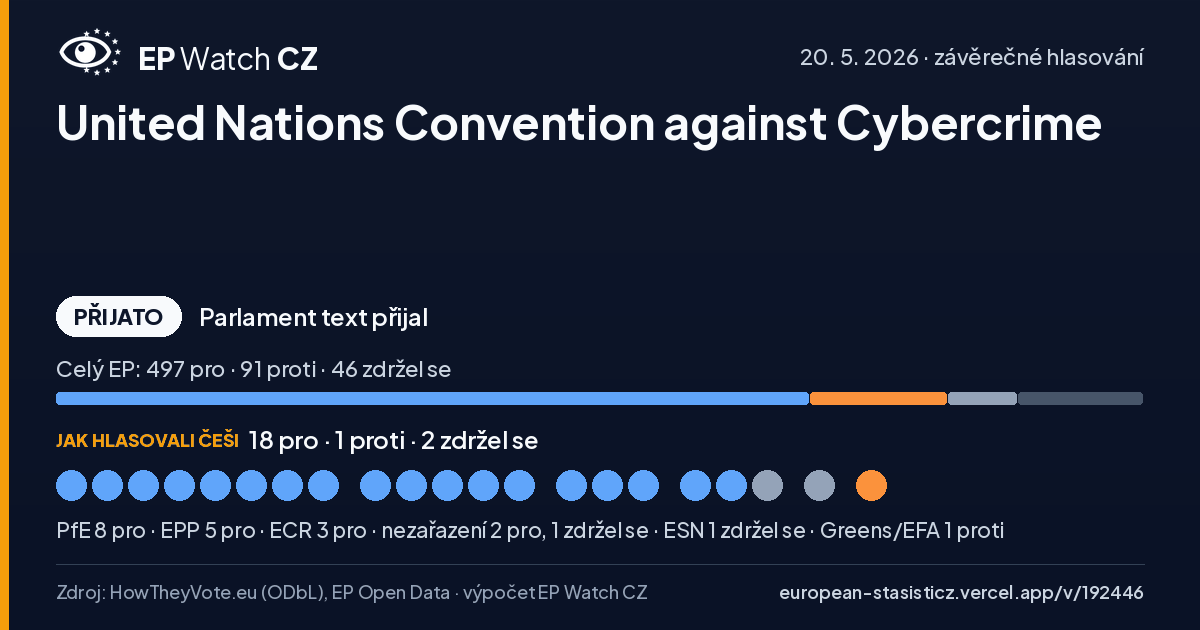 EP Watch CZ
20. 5. 2026 · závěrečné hlasování
United Nations Convention against Cybercrime
PŘIJATO Parlament text přijal
Celý EP: 497 pro · 91 proti · 46 zdržel se
JAK HLASOVALI ČEŠI 18 pro · 1 proti · 2 zdržel se
PfE 8 pro · EPP 5 pro · ECR 3 pro · nezařazení 2 pro, 1 zdržel se · ESN 1 zdržel se · Greens/EFA 1 proti
Zdroj: HowTheyVote.eu (ODbL), EP Open Data · výpočet EP Watch CZ
european-stasisticz.vercel.app/v/192446